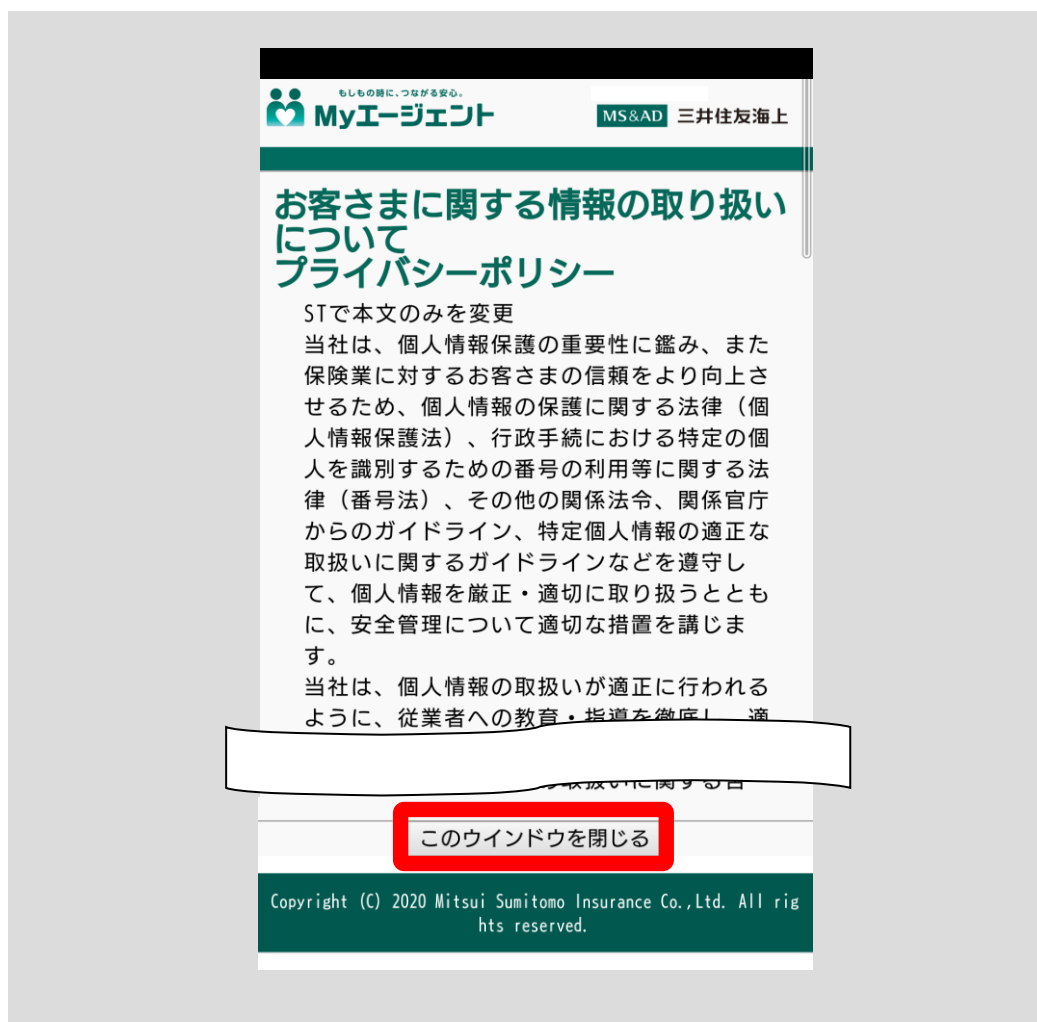 もしもの時に、つながる安心。
Myエージェント
MS&AD 三井住友海上
お客さまに関する情報の取り扱い
について
プライバシーポリシー
STで本文のみを変更
当社は、個人情報保護の重要性に鑑み、また
保険業に対するお客さまの信頼をより向上さ
せるため、個人情報の保護に関する法律（個
人情報保護法）、行政手続における特定の個
人を識別するための番号の利用等に関する法
律（番号法）、その他の関係法令、関係官庁
からのガイドライン、特定個人情報の適正な
取扱いに関するガイドラインなどを遵守し
て、個人情報を厳正・適切に取り扱うととも
に、安全管理について適切な措置を講じま
す。
当社は、個人情報の取扱いが適正に行われる
ように、従業者への教育・指導を徹底し、適
取扱いに関する
このウインドウを閉じる
Copyright (C) 2020 Mitsui Sumitomo Insurance Co.,Ltd. All rig
hts reserved.